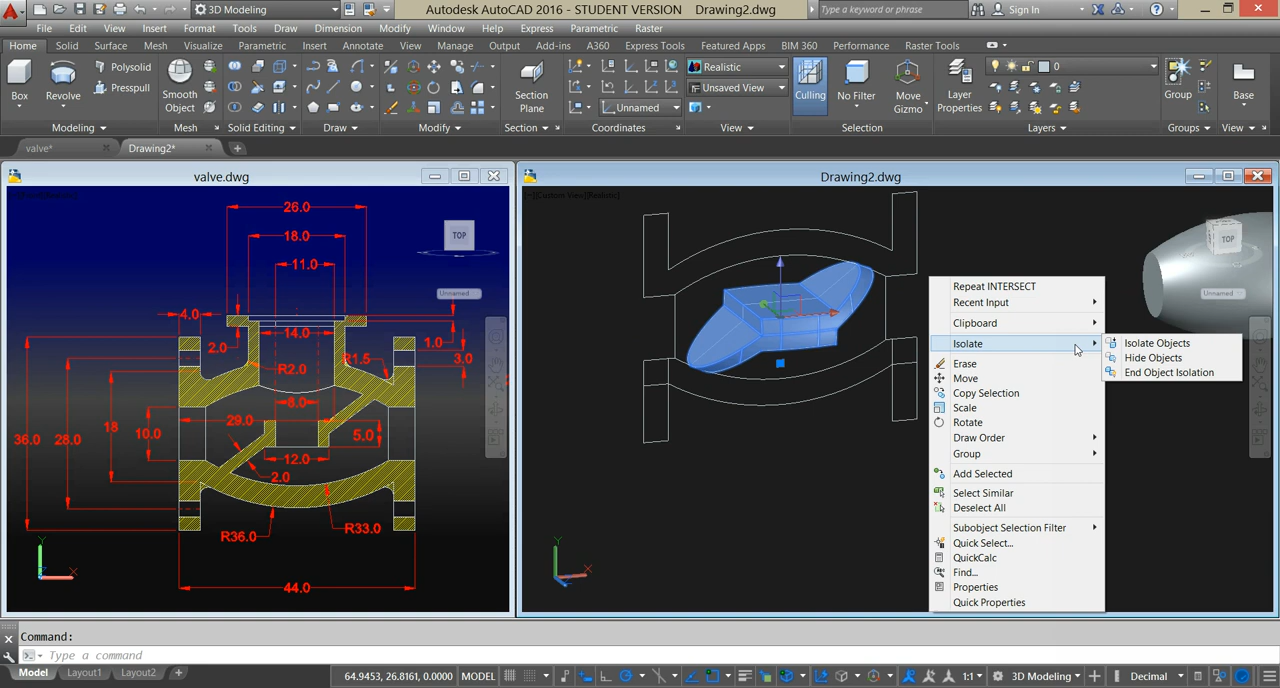 Autodesk AutoCAD 2016 - STUDENT VERSION Drawing2.dwg
3D Modeling
Type a keyword or phrase
Sign In
File Edit View Insert Format Tools Draw Dimension Modify Window Help Express Parametric Raster
Home Solid Surface Mesh Visualize Parametric Insert Annotate View Manage Output Add-ins A360 Express Tools Featured Apps BIM 360 Performance Raster Tools
Box
Revolve
Polysolid
Presspull
Smooth
Object
Section
Plane
Unnamed
Realistic
Unsaved View
Culling
No Filter
Move
Gizmo
Layer
Properties
0
Group
Base
Modeling
Mesh
Solid Editing
Draw
Modify
Section
Coordinates
View
Selection
Layers
Groups
View
valve*
Drawing2*
valve.dwg
26.0
18.0
11.0
4.0
14.0
2.0
1.0
3.0
R1.5
R2.0
8.0
36.0
28.0
18
10.0
29.0
5.0
12.0
2.0
R36.0
R33.0
44.0
TOP
Unnamed
Y
X
Drawing2.dwg
[-][Custom View][Realistic]
TOP
Unnamed
Y
X
Repeat INTERSECT
Recent Input
Clipboard
Isolate
Erase
Move
Copy Selection
Scale
Rotate
Draw Order
Group
Add Selected
Select Similar
Deselect All
Subobject Selection Filter
Quick Select...
QuickCalc
Find...
Properties
Quick Properties
Isolate Objects
Hide Objects
End Object Isolation
Command:
Type a command
Model Layout1 Layout2
64.9453, 26.8161, 0.0000 MODEL
1:1
3D Modeling
Decimal